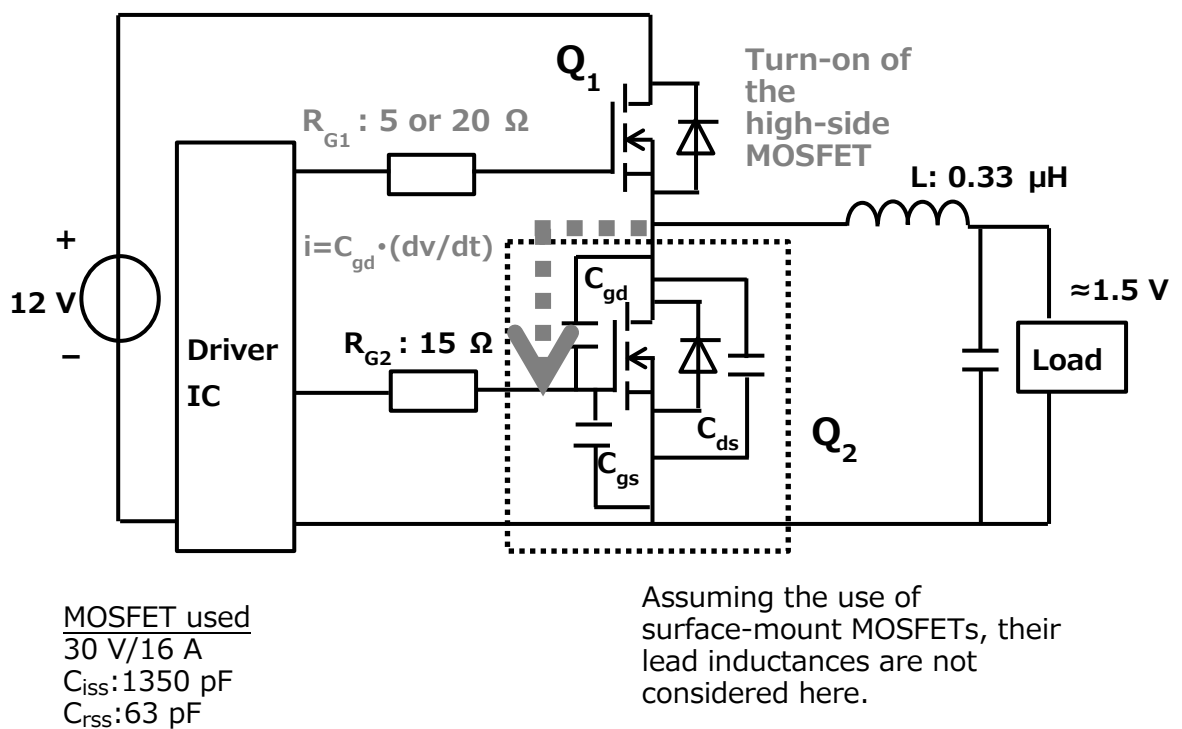 Q1
Turn-on of
the
high-side
MOSFET
RG1 : 5 or 20 Ω
L: 0.33 μH
+
i=Cgd·(dv/dt)
12 V
−
Cgd
≈1.5 V
Driver
IC
RG2 : 15 Ω
Load
Cds
Q2
Cgs
MOSFET used
30 V/16 A
Ciss:1350 pF
Crss:63 pF
Assuming the use of
surface-mount MOSFETs, their
lead inductances are not
considered here.